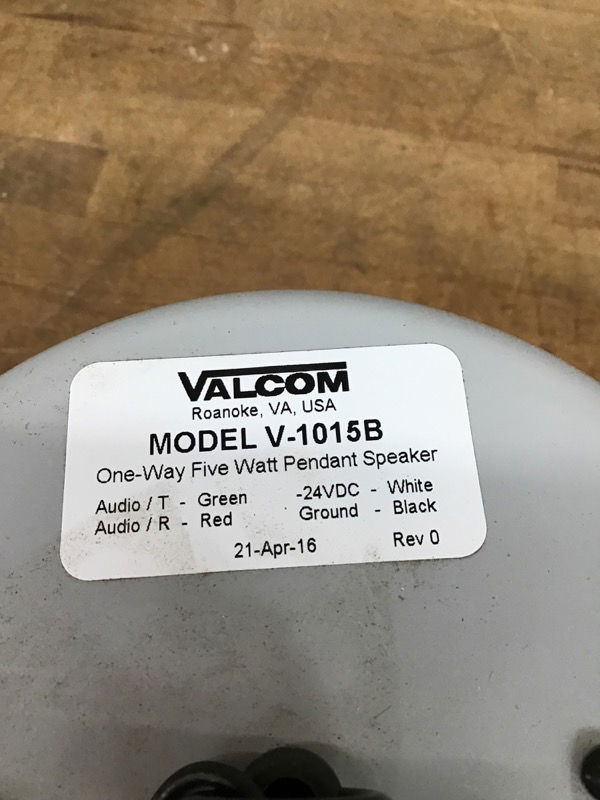 VALCOM
Roanoke, VA, USA
MODEL V-1015B
One-Way Five Watt Pendant Speaker
Audio / T - Green -24VDC - White
Audio / R - Red Ground - Black
21-Apr-16 Rev 0